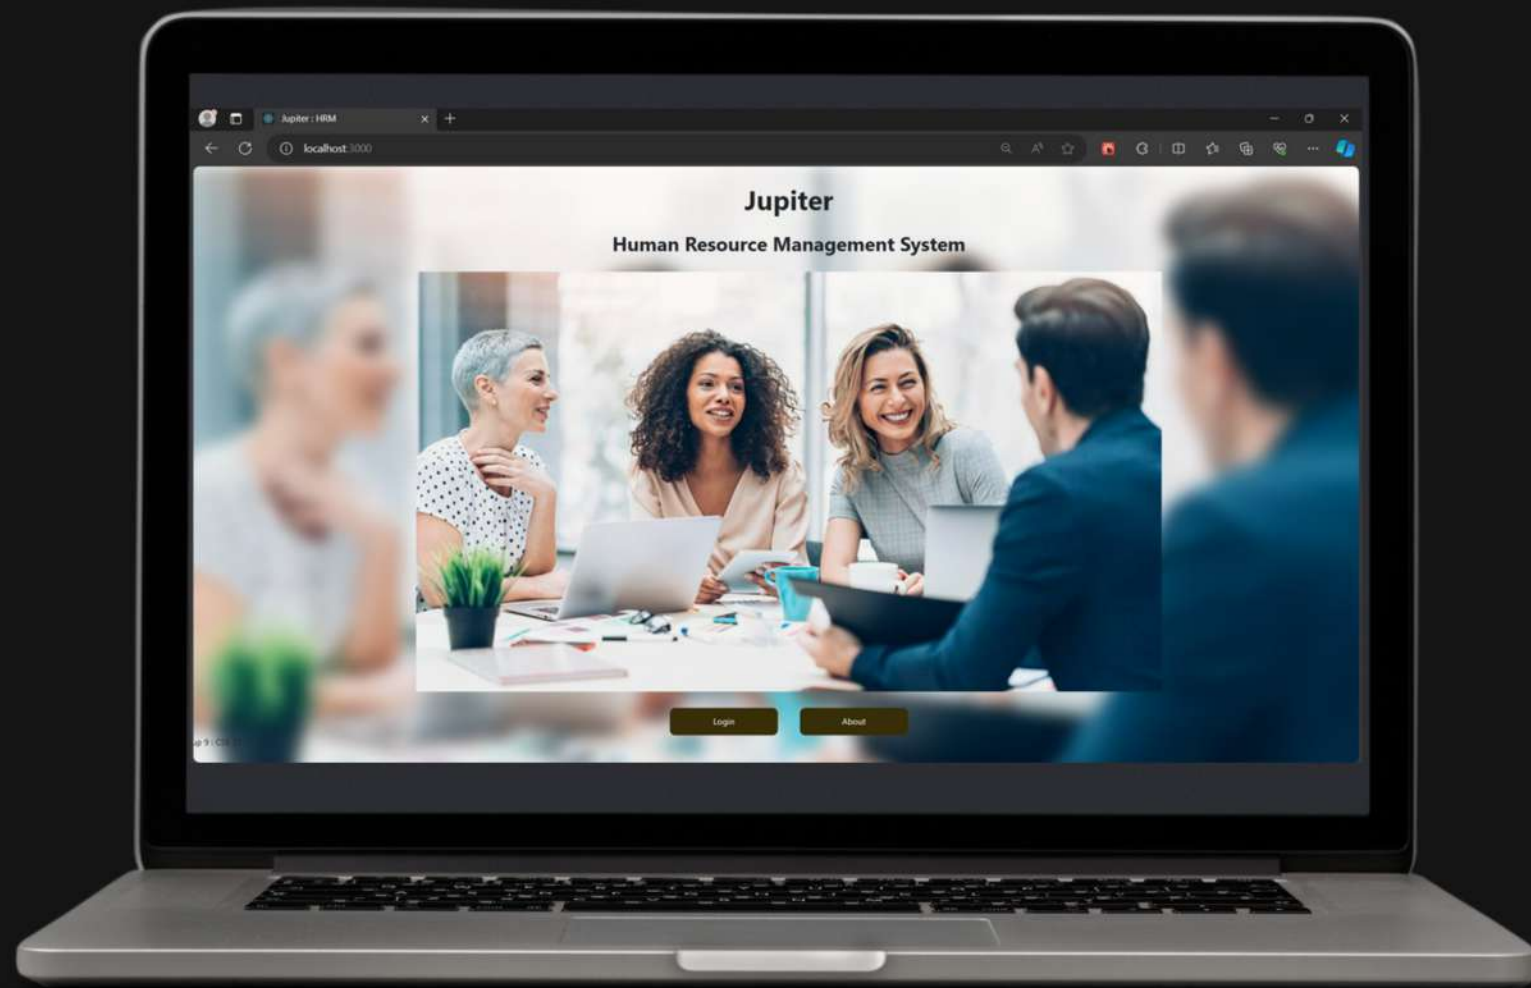 Jupiter : HRM
localhost:3000
Jupiter
Human Resource Management System
Login
About